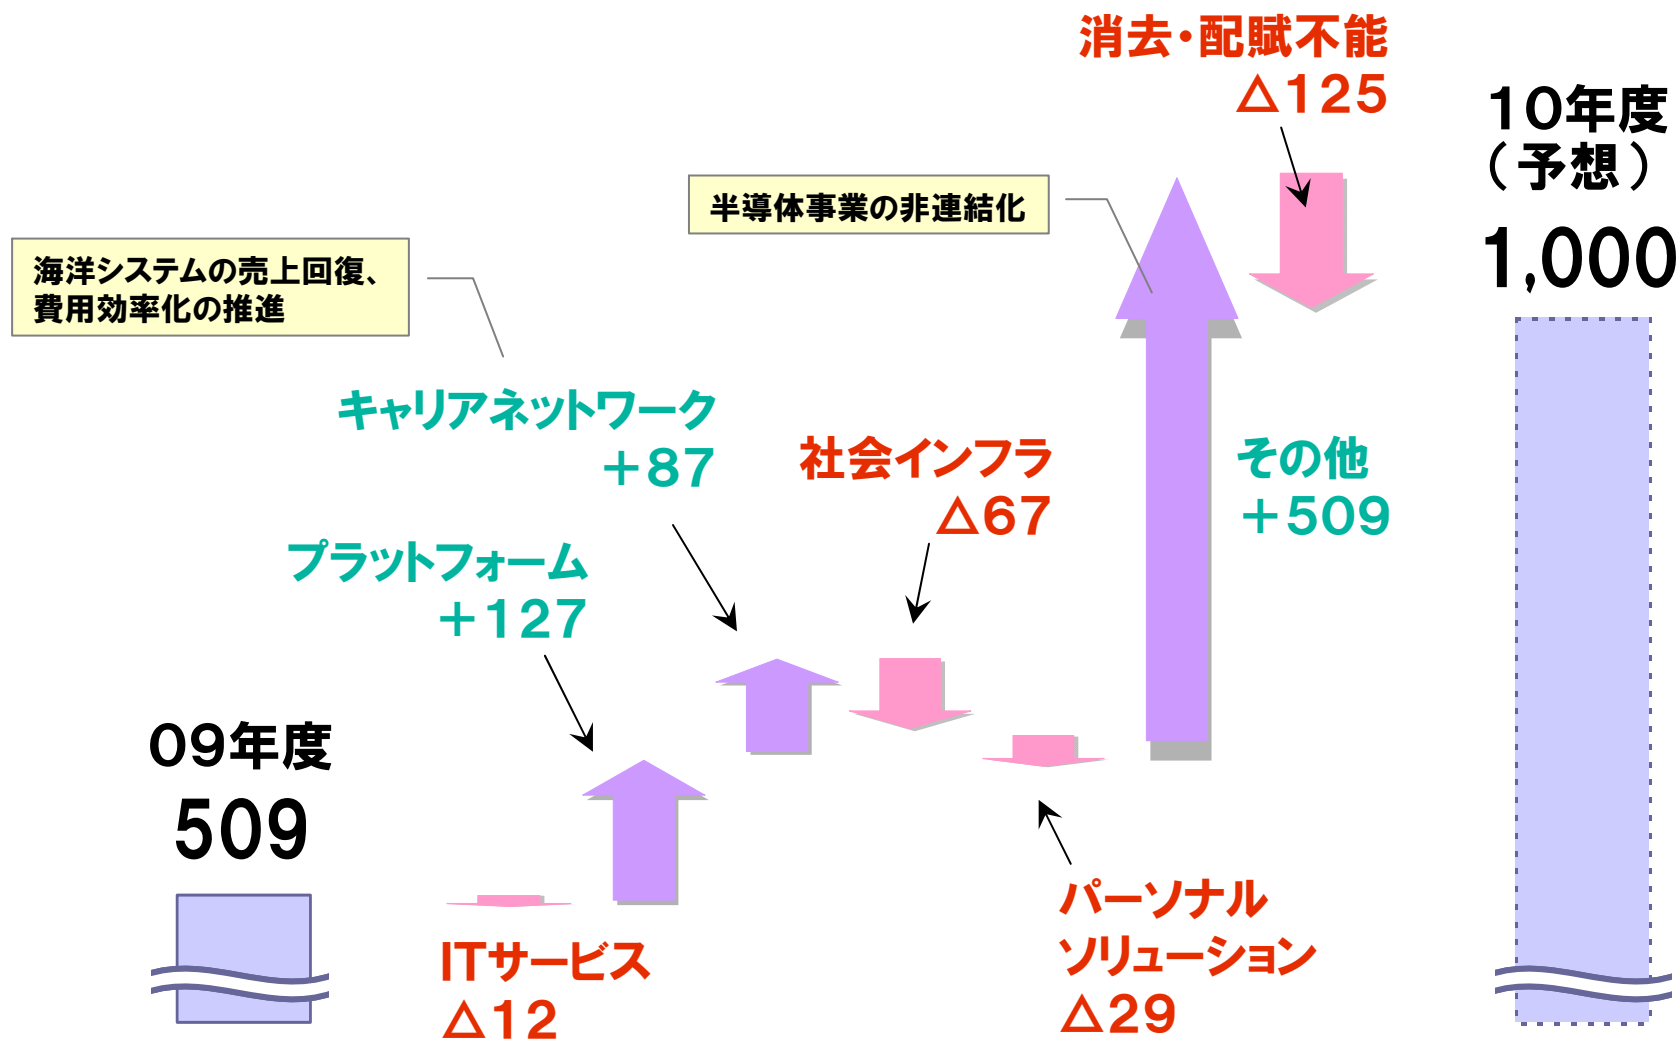 消去・配賦不能
△125
10年度
（予想）
1,000
半導体事業の非連結化
海洋システムの売上回復、
費用効率化の推進
キャリアネットワーク
＋87
社会インフラ
△67
その他
＋509
プラットフォーム
＋127
09年度
509
ITサービス
△12
パーソナル
ソリューション
△29